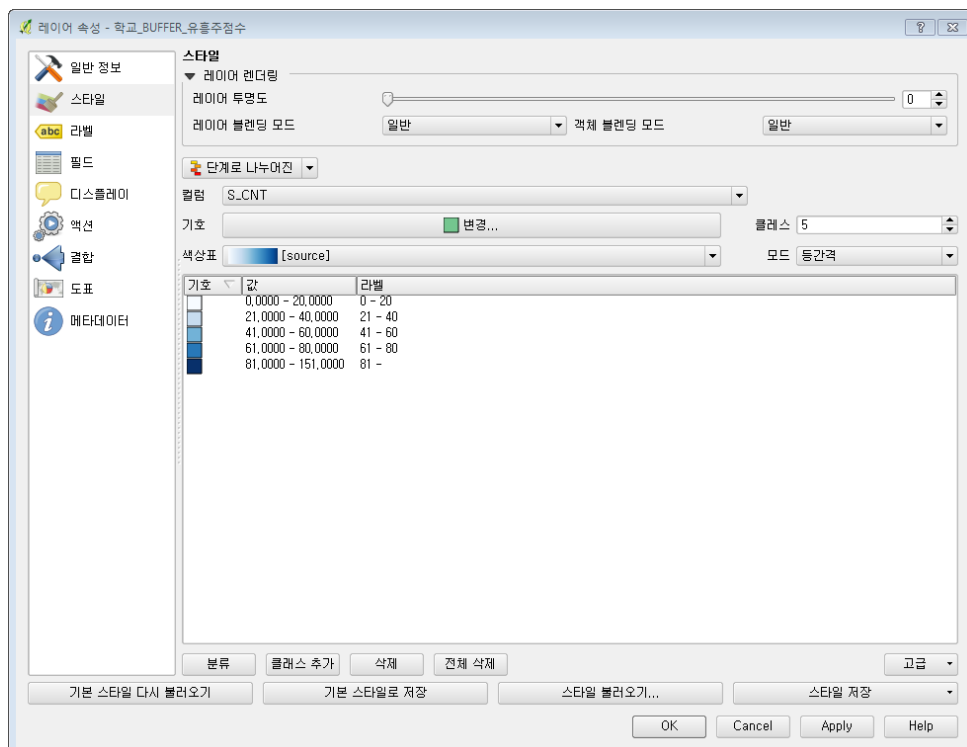 레이어 속성 - 학교_BUFFER_유흥주점수
일반 정보
스타일
abc 라벨
필드
디스플레이
액션
결합
도표
메타데이터
스타일
레이어 렌더링
레이어 투명도 0
레이어 블렌딩 모드 일반 객체 블렌딩 모드 일반
단계로 나누어진
컬럼 S_CNT
기호 변경... 클래스 5
색상표 [source] 모드 등간격
기호 값 라벨
0,0000 - 20,0000 0 - 20
21,0000 - 40,0000 21 - 40
41,0000 - 60,0000 41 - 60
61,0000 - 80,0000 61 - 80
81,0000 - 151,0000 81 -
분류 클래스 추가 삭제 전체 삭제 고급
기본 스타일 다시 불러오기 기본 스타일로 저장 스타일 불러오기... 스타일 저장
OK Cancel Apply Help